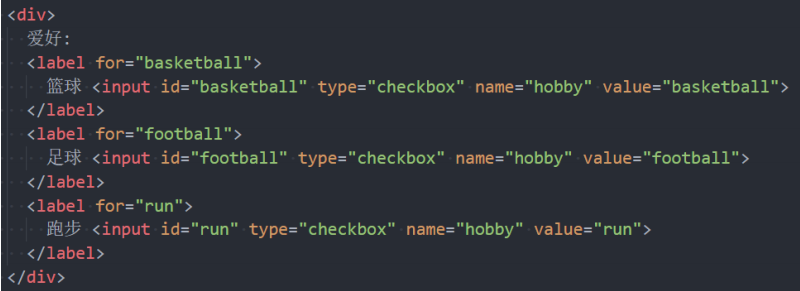 <div>
爱好:
<label for="basketball">
篮球 <input id="basketball" type="checkbox" name="hobby" value="basketball">
</label>
<label for="football">
足球 <input id="football" type="checkbox" name="hobby" value="football">
</label>
<label for="run">
跑步 <input id="run" type="checkbox" name="hobby" value="run">
</label>
</div>